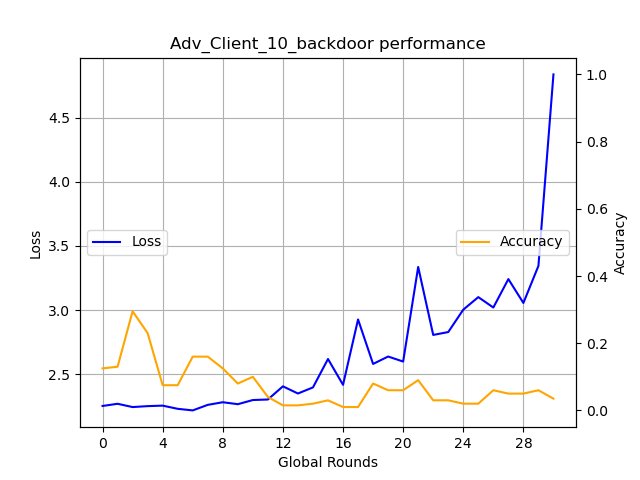 Adv_Client_10_backdoor performance
4.5
4.0
3.5
3.0
2.5
Loss
Loss
Accuracy
1.0
0.8
0.6
0.4
0.2
0.0
Accuracy
0 4 8 12 16 20 24 28
Global Rounds